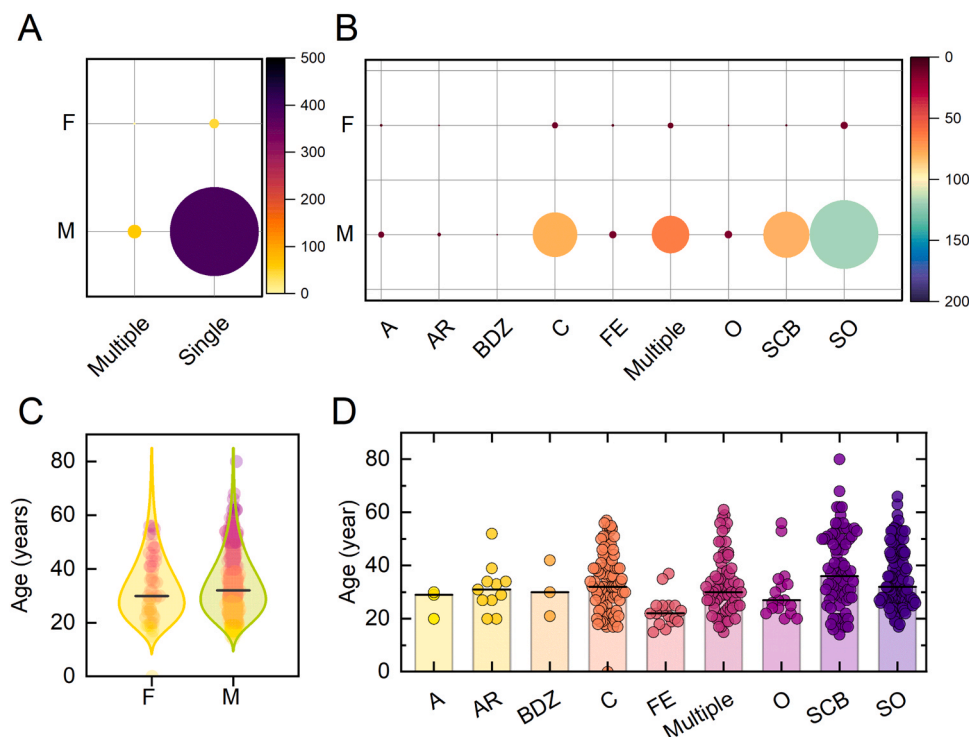 A
B
F
M
500
400
300
200
100
0
Multiple
Single
F
M
0
50
100
150
200
A
AR
BDZ
C
FE
Multiple
O
SCB
SO
C
D
Age (years)
80
60
40
20
0
F
M
Age (year)
80
60
40
20
0
A
AR
BDZ
C
FE
Multiple
O
SCB
SO